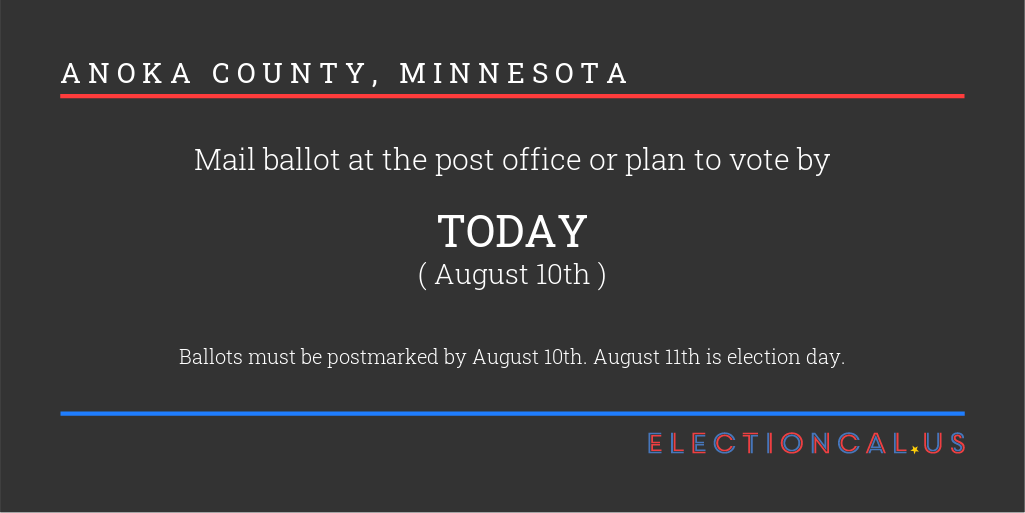 ANOKA COUNTY, MINNESOTA
Mail ballot at the post office or plan to vote by
TODAY
( August 10th )
Ballots must be postmarked by August 10th. August 11th is election day.
ELECTIONCAL.US